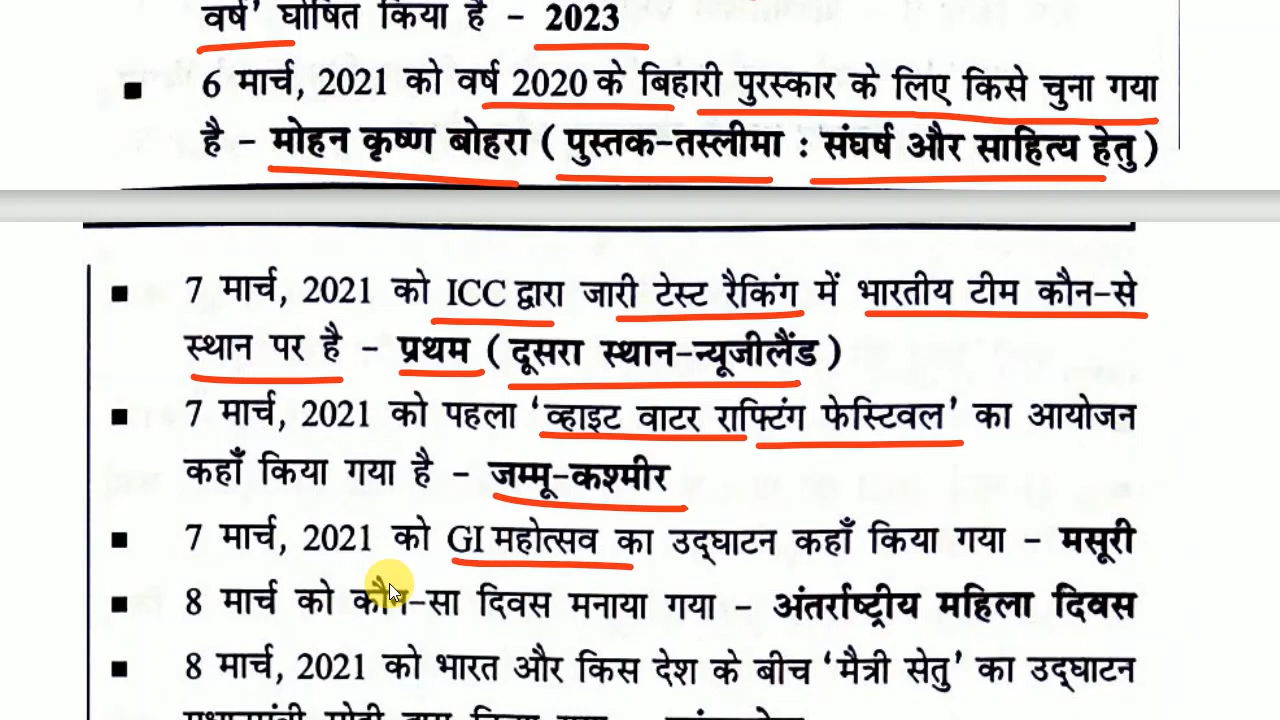 वर्ष’ घोषित किया है – 2023
■ 6 मार्च, 2021 को वर्ष 2020 के बिहारी पुरस्कार के लिए किसे चुना गया
है – मोहन कृष्ण बोहरा ( पुस्तक-तस्लीमा : संघर्ष और साहित्य हेतु )
■ 7 मार्च, 2021 को ICC द्वारा जारी टेस्ट रैकिंग में भारतीय टीम कौन-से
स्थान पर है – प्रथम ( दूसरा स्थान-न्यूजीलैंड )
■ 7 मार्च, 2021 को पहला ‘व्हाइट वाटर राफ्टिंग फेस्टिवल’ का आयोजन
कहाँ किया गया है – जम्मू-कश्मीर
■ 7 मार्च, 2021 को GI महोत्सव का उद्घाटन कहाँ किया गया – मसूरी
■ 8 मार्च को कौन-सा दिवस मनाया गया – अंतर्राष्ट्रीय महिला दिवस
■ 8 मार्च, 2021 को भारत और किस देश के बीच ‘मैत्री सेतु’ का उद्घाटन